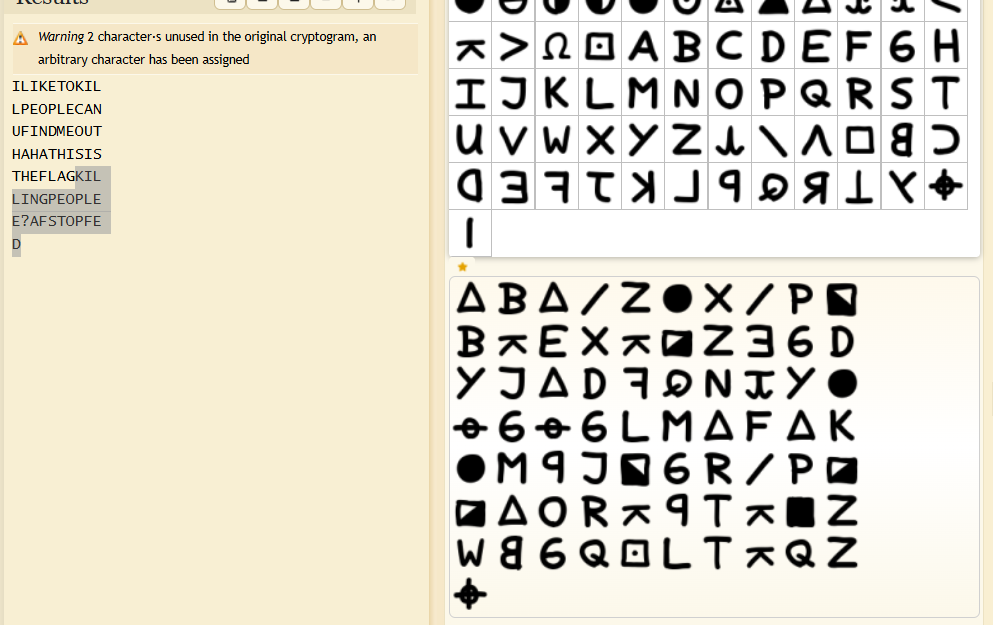 Results
Warning 2 character·s unused in the original cryptogram, an
arbitrary character has been assigned
ILIKETOKIL
LPEOPLECAN
UFINDMEOUT
HAHATHISIS
THEFLAGKIL
LINGPEOPLE
E?AFSTOPFE
D
> Ω ⊡ A B C D E F 6 H
I J K L M N O P Q R S T
U V W X Y Z \ Λ □
Ǝ ꟻ Я ⊥ ⌖
|
Δ B Δ / Z ● X / P ◪
B ⌅ E X ⌅ ◪ Z Ǝ 6 D
Y J Δ D ꟻ N Y ●
⌖ 6 ⌖ 6 L M Δ F Δ K
● M J 6 R / P ◪
◪ Δ O R ⌅ T ⌅ ■ Z
W 6 Q ⊡ L T ⌅ Q Z
⌖